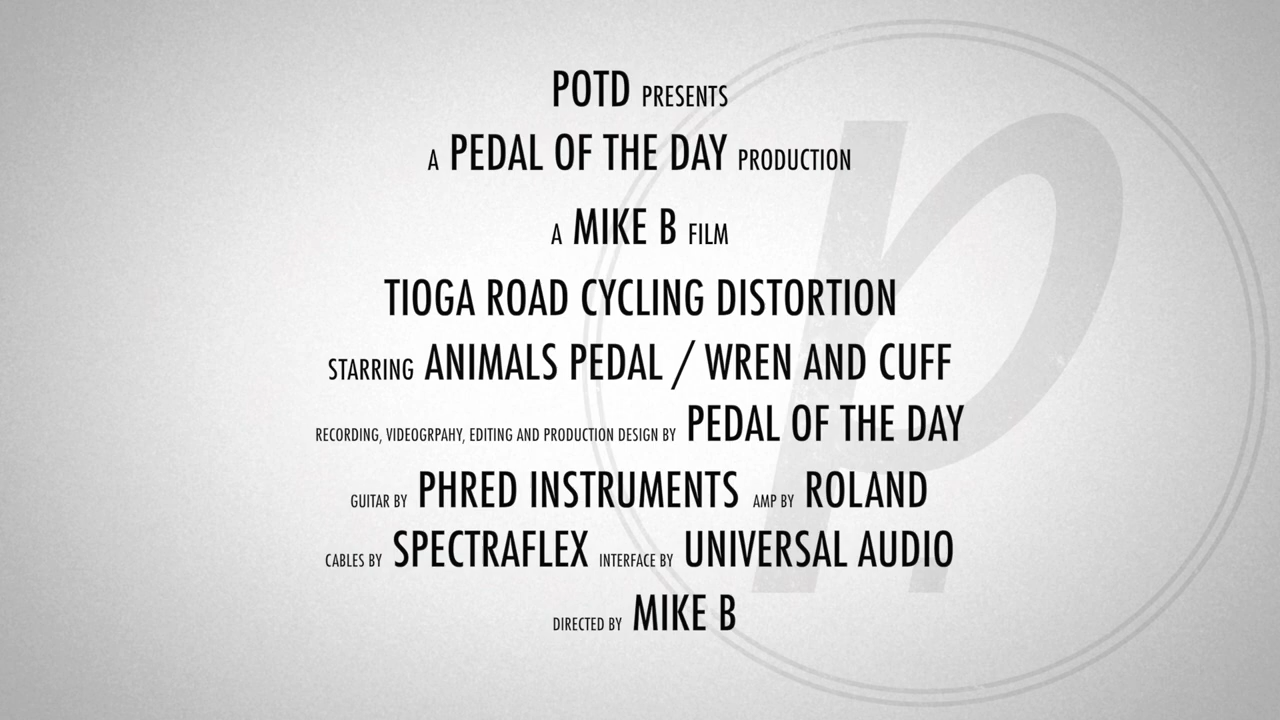 POTD PRESENTS
A PEDAL OF THE DAY PRODUCTION
A MIKE B FILM
TIOGA ROAD CYCLING DISTORTION
STARRING ANIMALS PEDAL / WREN AND CUFF
RECORDING, VIDEOGRPAHY, EDITING AND PRODUCTION DESIGN BY PEDAL OF THE DAY
GUITAR BY PHRED INSTRUMENTS AMP BY ROLAND
CABLES BY SPECTRAFLEX INTERFACE BY UNIVERSAL AUDIO
DIRECTED BY MIKE B
p